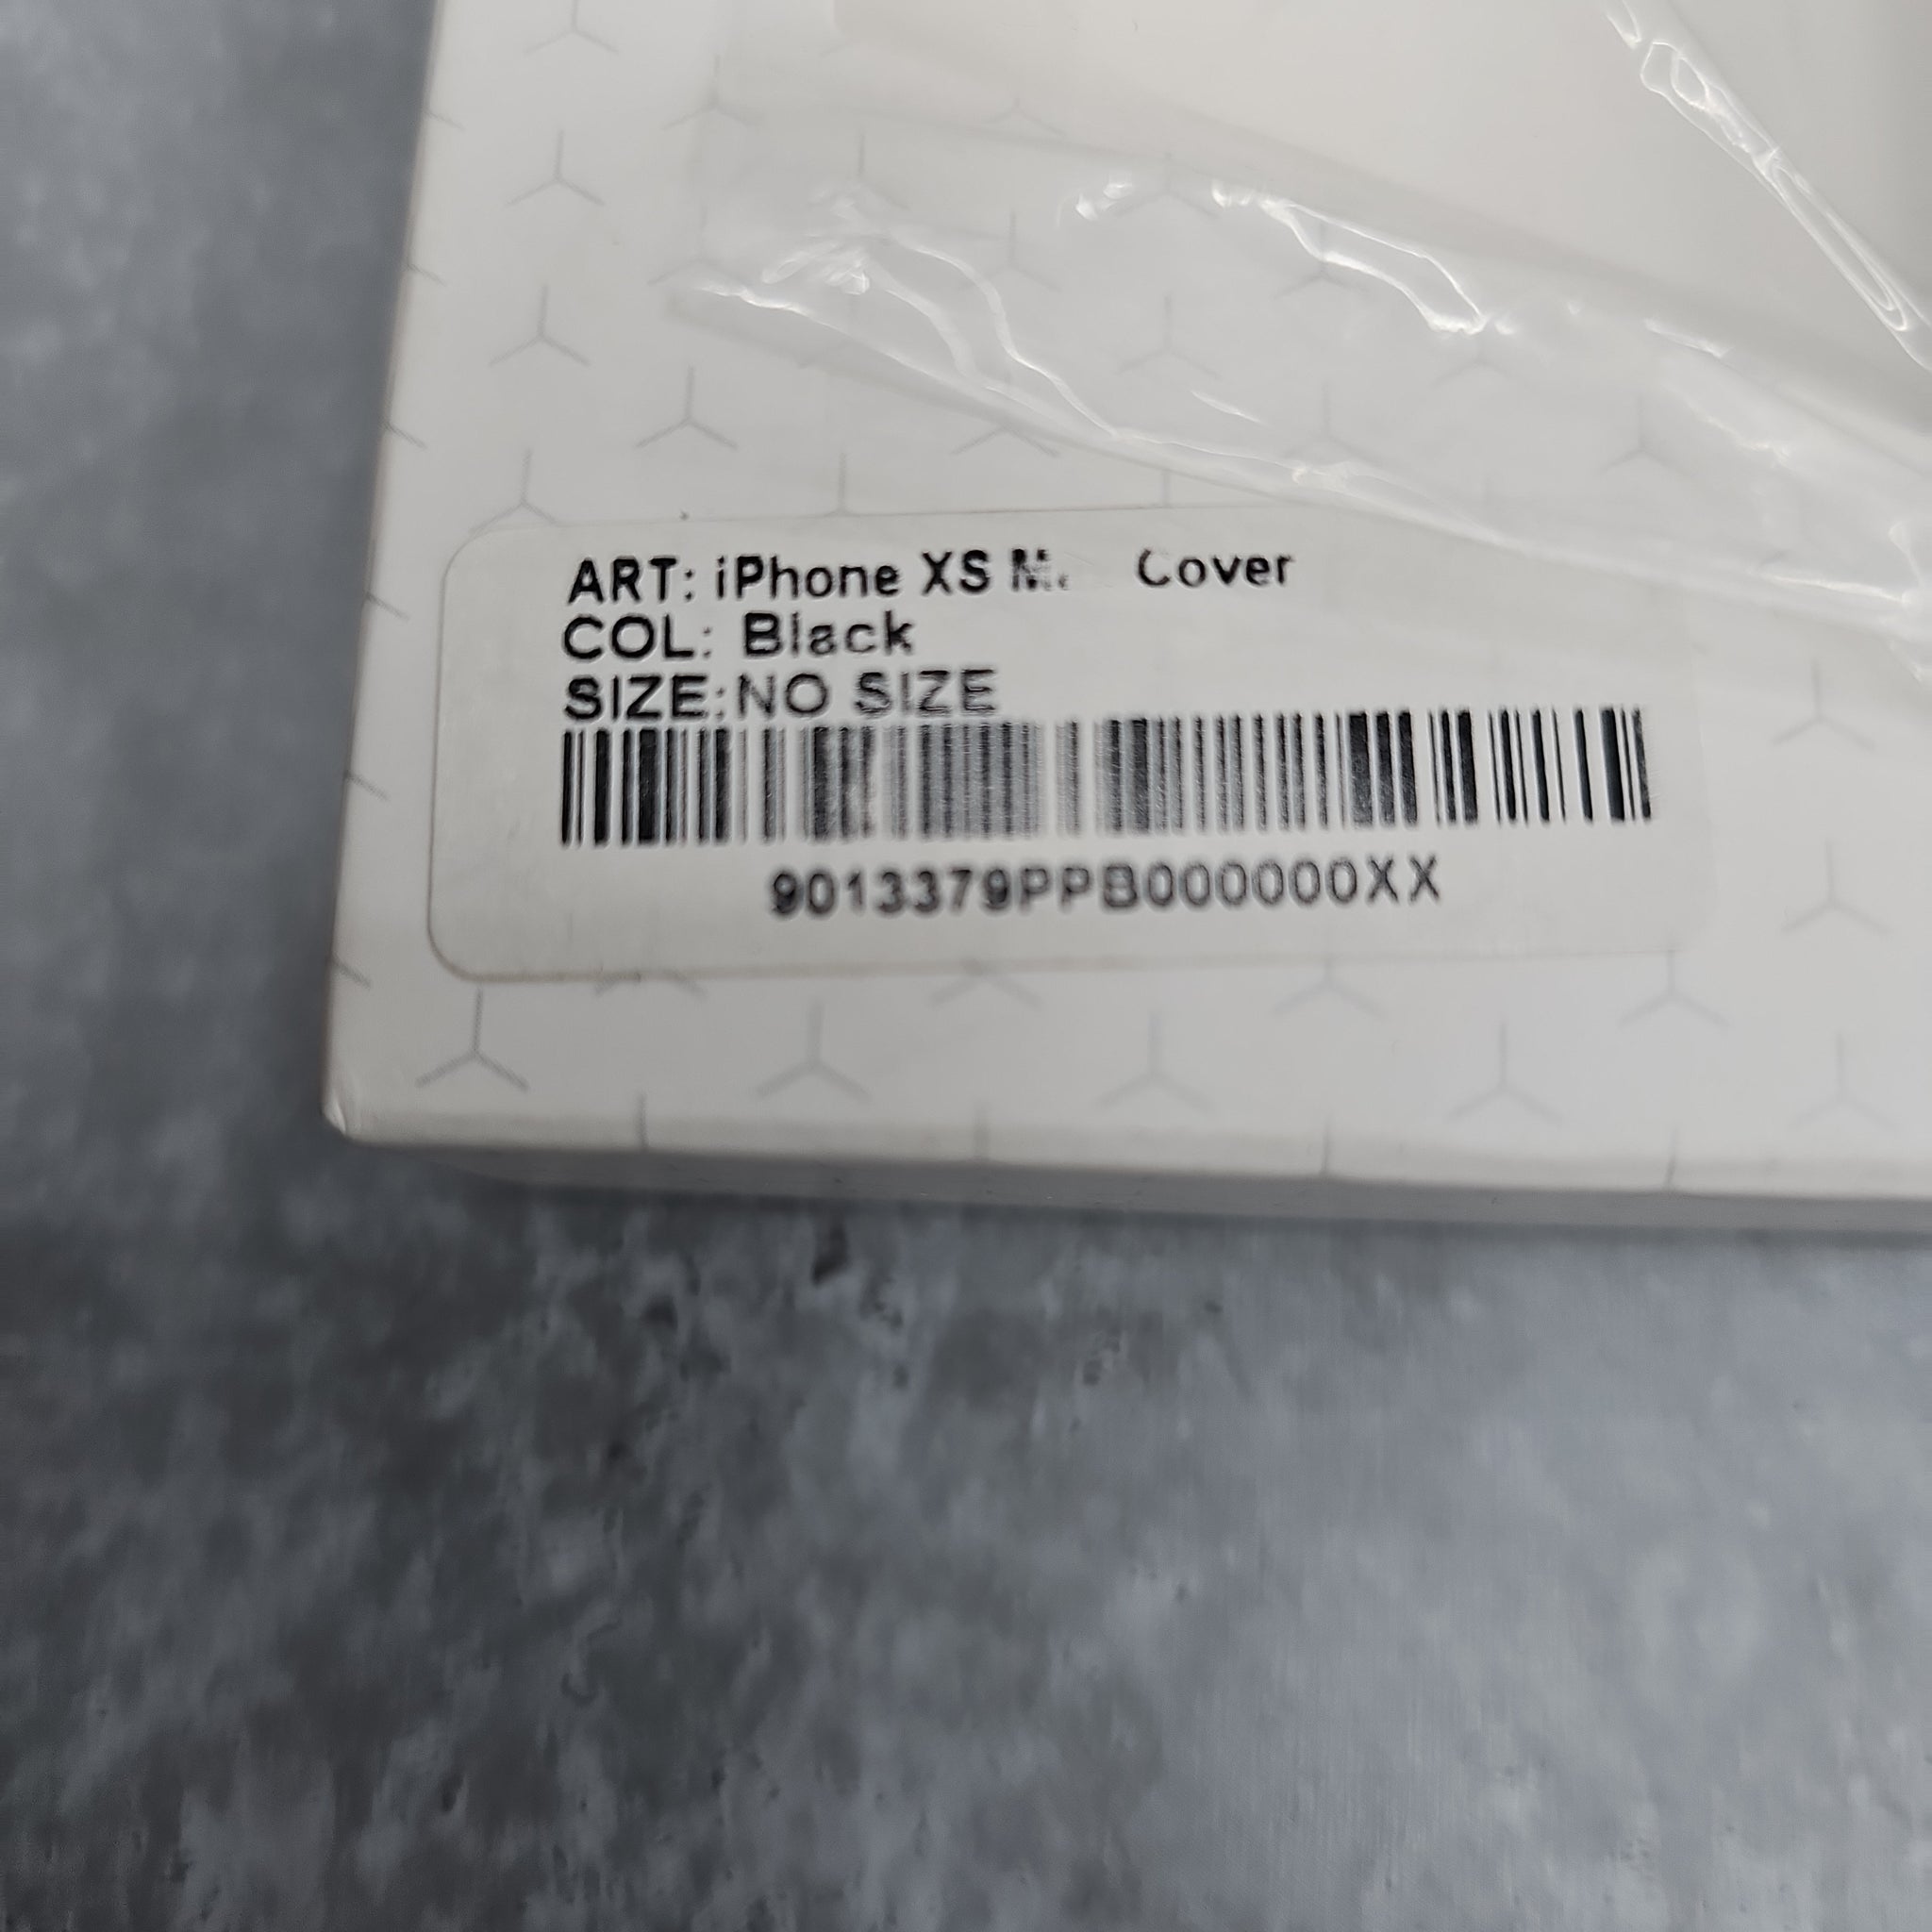 ART: iPhone XS Cover
COL: Black
SIZE:NO SIZE
9013379PPB000000XX